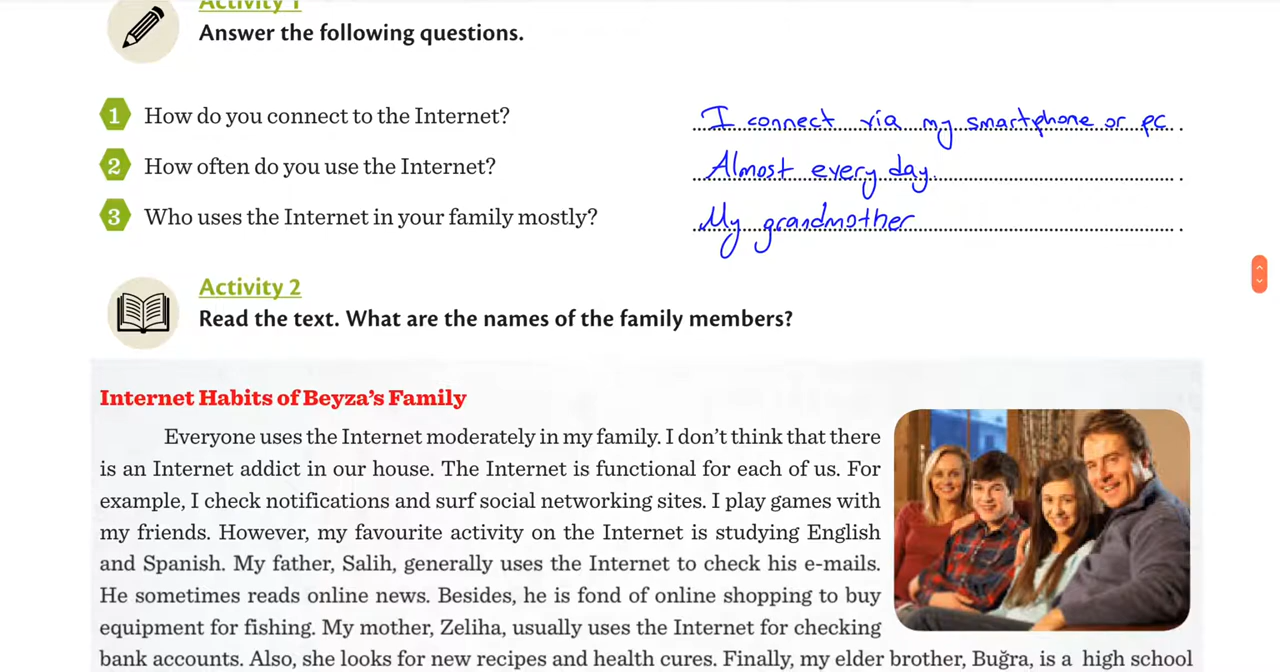 Activity 1
Answer the following questions.
1 How do you connect to the Internet? I connect via my smartphone or pc.
2 How often do you use the Internet? Almost every day.
3 Who uses the Internet in your family mostly? My grandmother.
Activity 2
Read the text. What are the names of the family members?
Internet Habits of Beyza's Family
Everyone uses the Internet moderately in my family. I don't think that there
is an Internet addict in our house. The Internet is functional for each of us. For
example, I check notifications and surf social networking sites. I play games with
my friends. However, my favourite activity on the Internet is studying English
and Spanish. My father, Salih, generally uses the Internet to check his e-mails.
He sometimes reads online news. Besides, he is fond of online shopping to buy
equipment for fishing. My mother, Zeliha, usually uses the Internet for checking
bank accounts. Also, she looks for new recipes and health cures. Finally, my elder brother, Buğra, is a high school